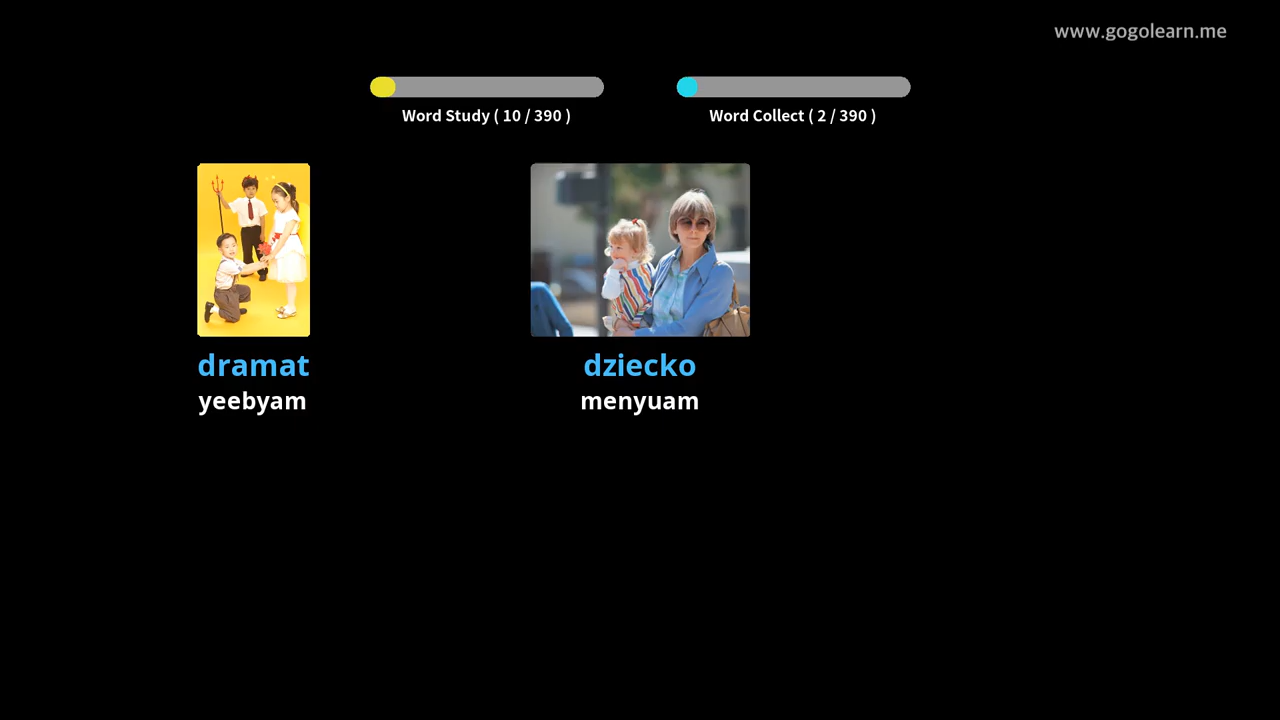 www.gogolearn.me
Word Study ( 10 / 390 )
Word Collect ( 2 / 390 )
dramat
yeebyam
dziecko
menyuam